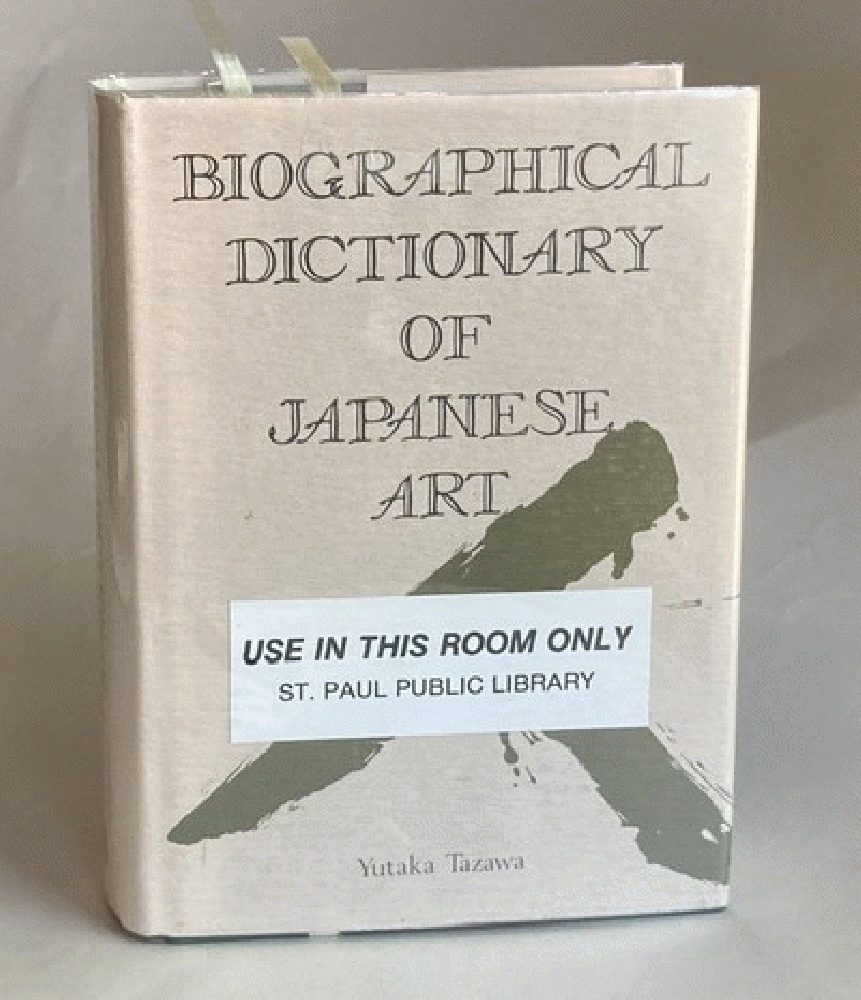 BIOGRAPHICAL
DICTIONARY
OF
JAPANESE
ART
USE IN THIS ROOM ONLY
ST. PAUL PUBLIC LIBRARY
Yutaka Tazawa